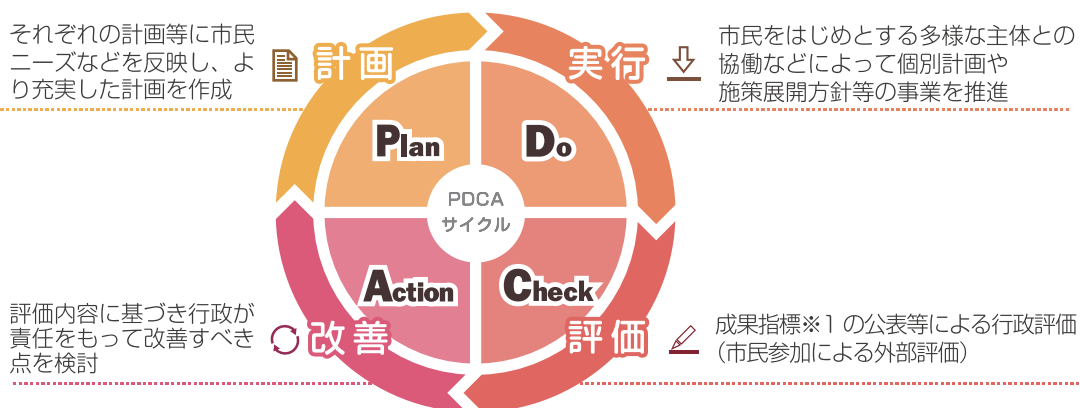 それぞれの計画等に市民
ニーズなどを反映し、よ
り充実した計画を作成
計画
実行
市民をはじめとする多様な主体との
協働などによって個別計画や
施策展開方針等の事業を推進
Plan
Do
PDCA
サイクル
Action
Check
評価内容に基づき行政が
責任をもって改善すべき
点を検討
改善
評価
成果指標※1 の公表等による行政評価
（市民参加による外部評価）